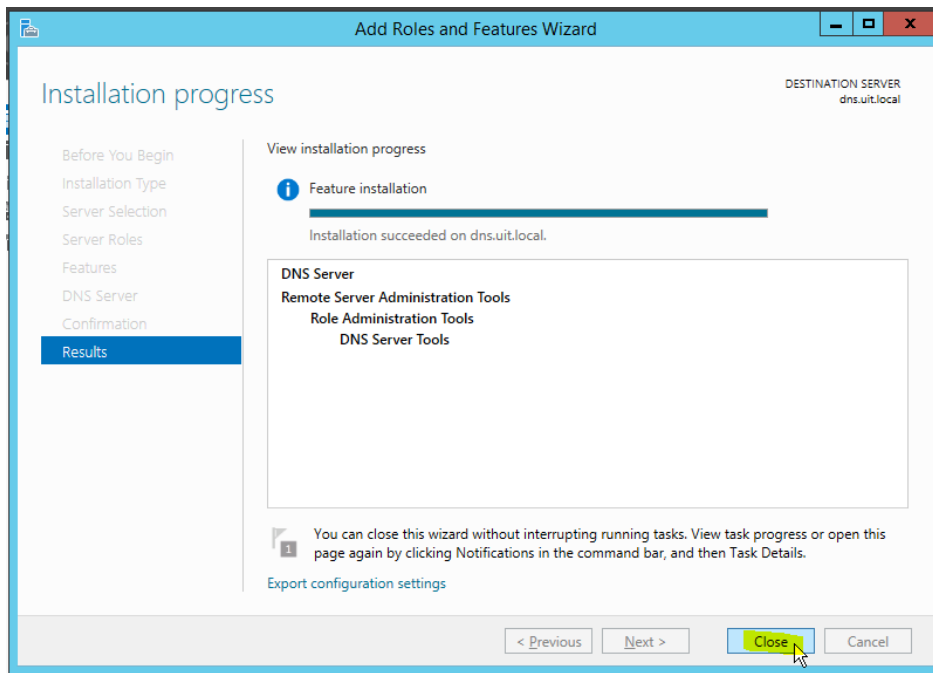 Add Roles and Features Wizard
Installation progress
DESTINATION SERVER
dns.uit.local
Before You Begin
Installation Type
Server Selection
Server Roles
Features
DNS Server
Confirmation
Results
View installation progress
Feature installation
Installation succeeded on dns.uit.local.
DNS Server
Remote Server Administration Tools
Role Administration Tools
DNS Server Tools
1
You can close this wizard without interrupting running tasks. View task progress or open this
page again by clicking Notifications in the command bar, and then Task Details.
Export configuration settings
< Previous
Next >
Close
Cancel